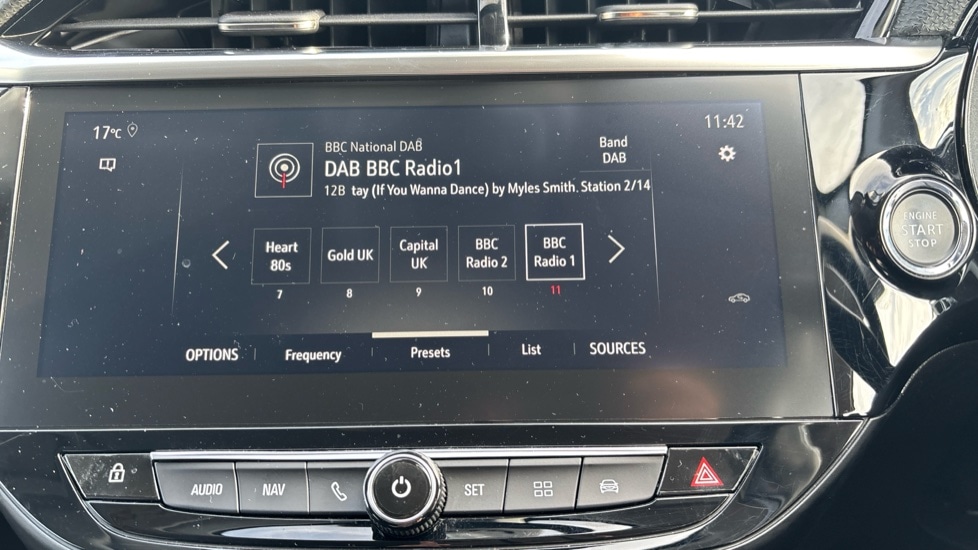 17°C
11:42
BBC National DAB
DAB BBC Radio1
12B tay (If You Wanna Dance) by Myles Smith. Station 2/14
Band
DAB
Heart
80s
7
Gold UK
8
Capital
UK
9
BBC
Radio 2
10
BBC
Radio 1
11
OPTIONS
Frequency
Presets
List
SOURCES
ENGINE
START
STOP
AUDIO
NAV
SET